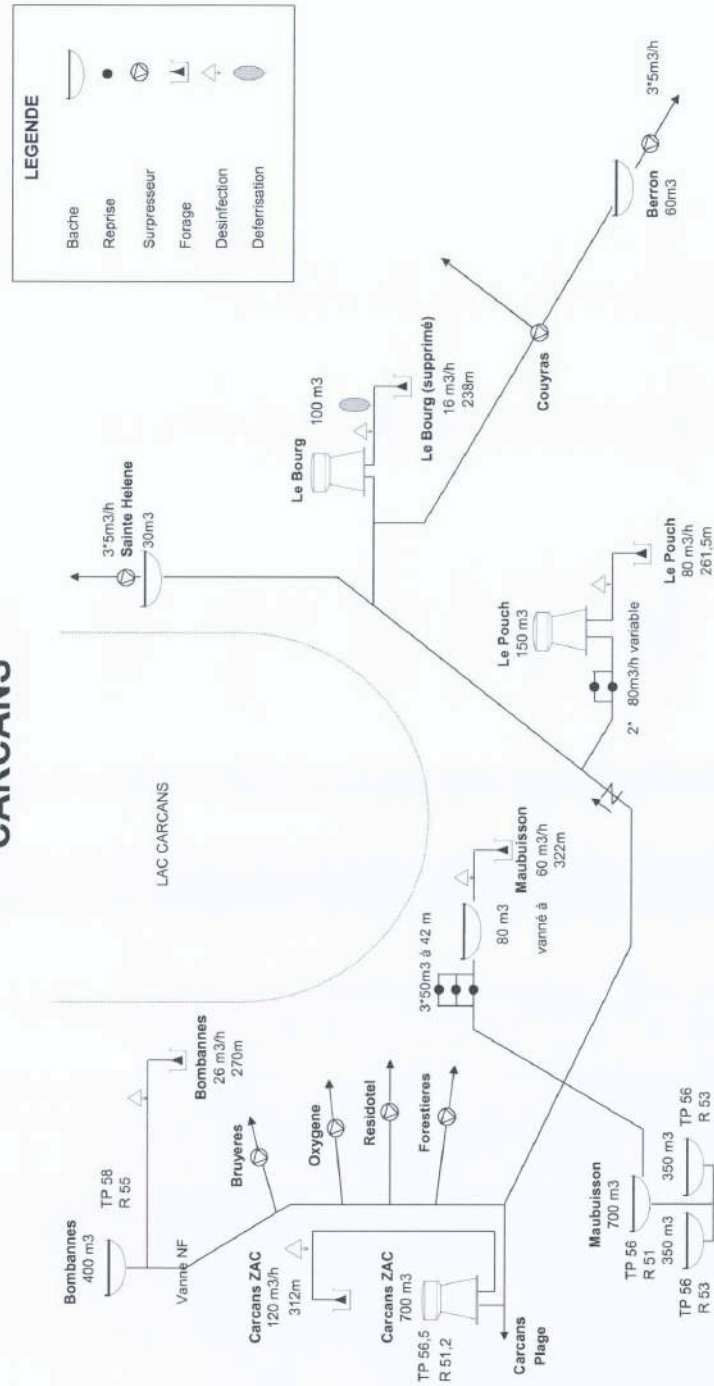 CARCANS
LEGENDE
Bache
Reprise
Surpresseur
Forage
Desinfection
Deferrisation
LAC CARCANS
Bombannes
400 m3
TP 58
R 55
Vanne NF
Bombannes
26 m3/h
270m
Bruyeres
Oxygene
Residotel
Forestieres
Carcans ZAC
120 m3/h
312m
Carcans ZAC
700 m3
TP 56,5
R 51,2
Carcans
Plage
3*50m3 à 42 m
80 m3
vanné à
Maubuisson
60 m3/h
322m
Maubuisson
700 m3
TP 56
R 51
350 m3
TP 56
R 53
350 m3
TP 56
R 53
3*5m3/h
Sainte Helene
30m3
Le Bourg
100 m3
Le Bourg (supprimé)
16 m3/h
238m
Le Pouch
150 m3
2* 80m3/h variable
Le Pouch
80 m3/h
261,5m
Couyras
Berron
60m3
3*5m3/h